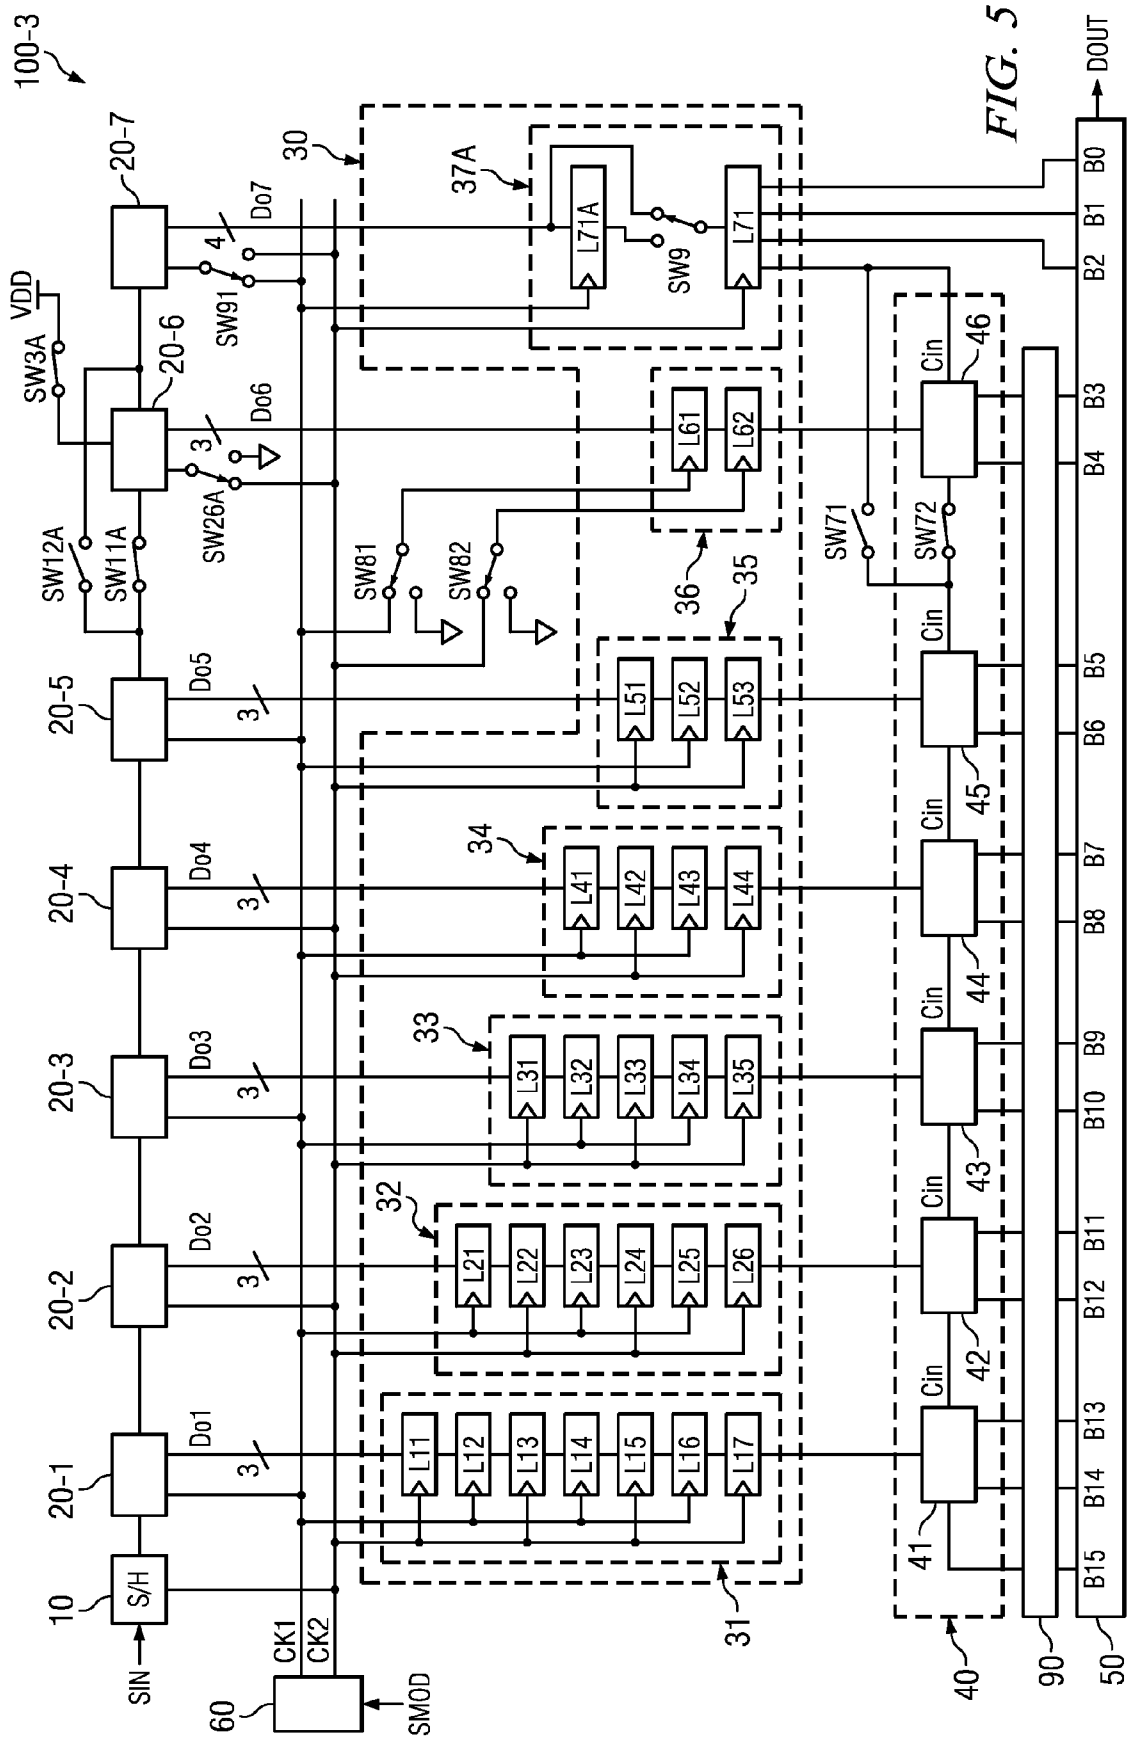 100-3
FIG. 5
SIN
10
S/H
20-1
20-2
20-3
20-4
20-5
20-6
20-7
SW12A
SW11A
SW3A
VDD
SW26A
SW91
3
Do1
3
Do2
3
Do3
3
Do4
3
Do5
3
Do6
4
Do7
60
SMOD
CK1
CK2
30
SW81
SW82
31
L11
L12
L13
L14
L15
L16
L17
32
L21
L22
L23
L24
L25
L26
33
L31
L32
L33
L34
L35
34
L41
L42
L43
L44
35
L51
L52
L53
36
L61
L62
37A
L71A
SW9
L71
SW71
SW72
40
41
Cin
42
Cin
43
Cin
44
Cin
45
Cin
46
Cin
90
50
B15
B14
B13
B12
B11
B10
B9
B8
B7
B6
B5
B4
B3
B2
B1
B0
DOUT